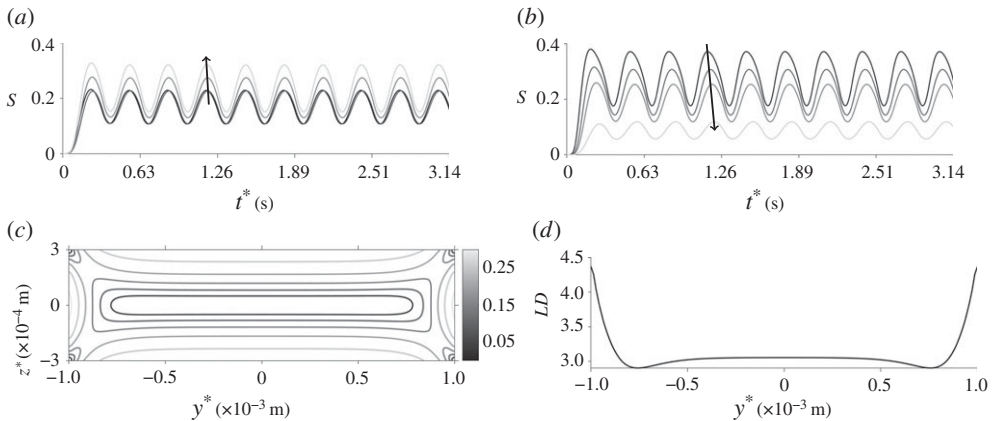 (a)
0.4
S
0.2
0
0 0.63 1.26 1.89 2.51 3.14
t* (s)
(b)
0.4
S
0.2
0
0 0.63 1.26 1.89 2.51 3.14
t* (s)
(c)
3
0
−3
z* (×10⁻⁴ m)
−1.0 −0.5 0 0.5 1.0
y* (×10⁻³ m)
0.25
0.15
0.05
(d)
4.5
4.0
3.5
3.0
LD
−1.0 −0.5 0 0.5 1.0
y* (×10⁻³ m)